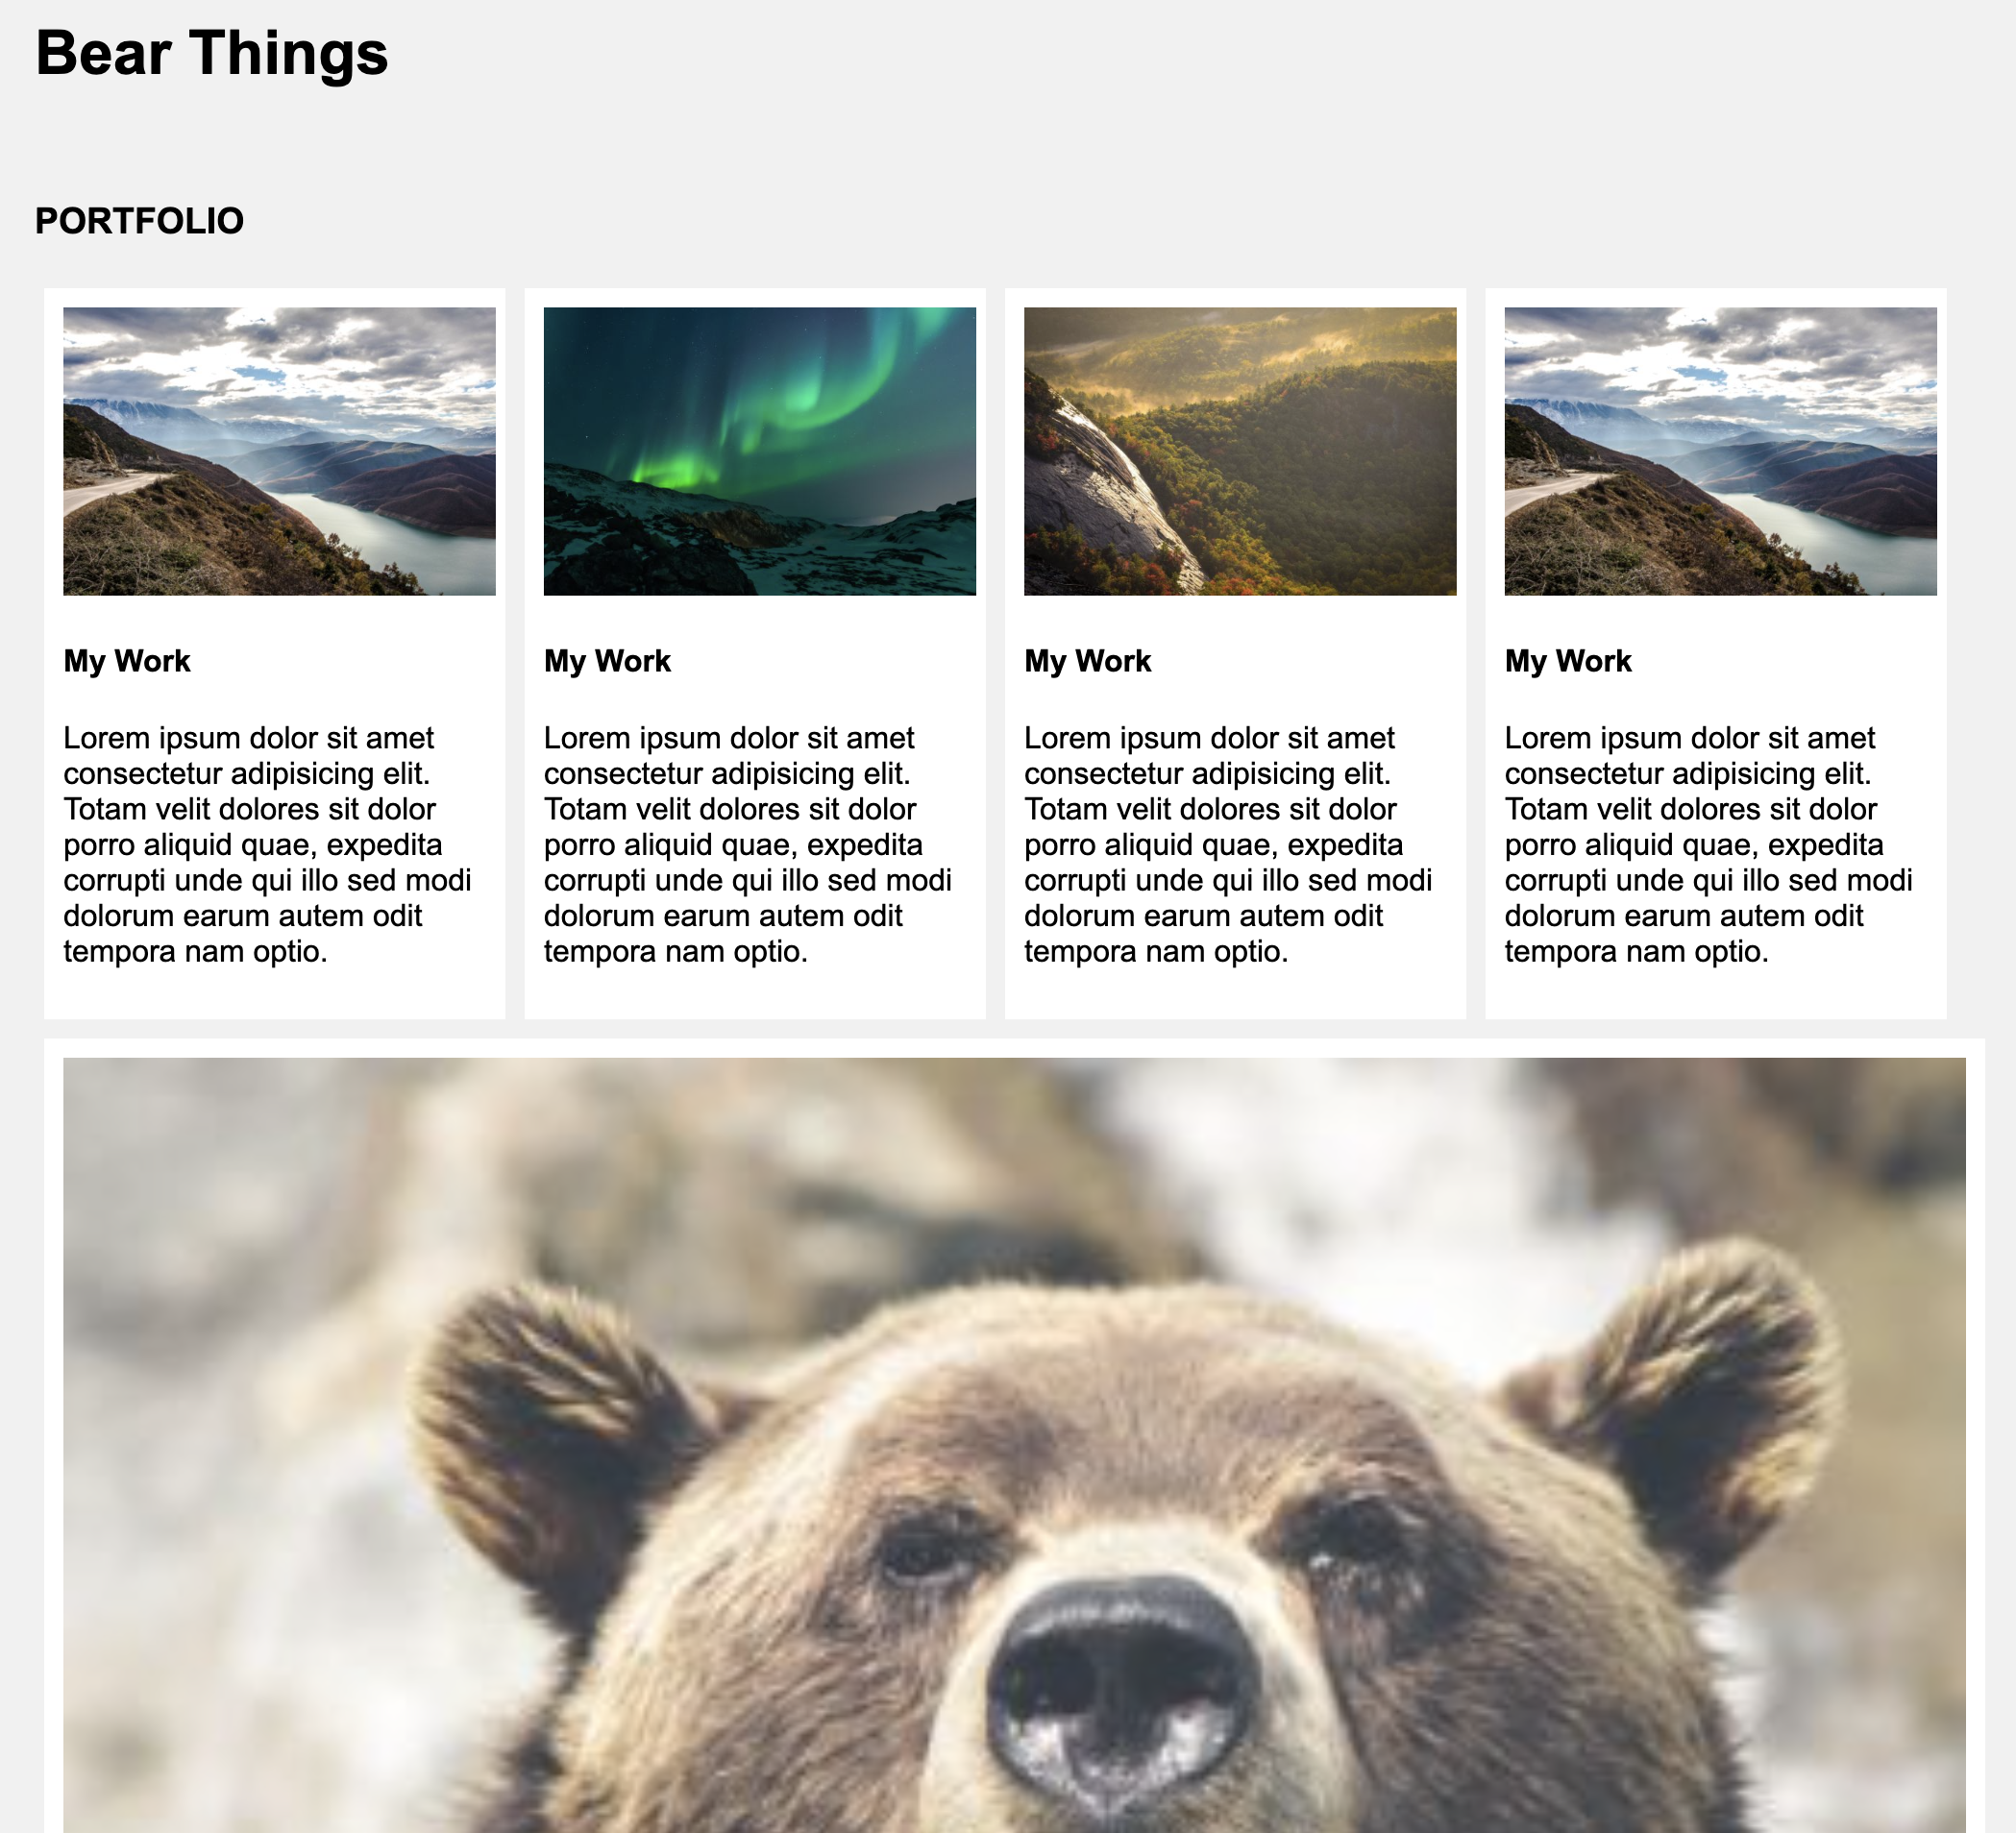 Bear Things
PORTFOLIO
My Work
Lorem ipsum dolor sit amet
consectetur adipisicing elit.
Totam velit dolores sit dolor
porro aliquid quae, expedita
corrupti unde qui illo sed modi
dolorum earum autem odit
tempora nam optio.
My Work
Lorem ipsum dolor sit amet
consectetur adipisicing elit.
Totam velit dolores sit dolor
porro aliquid quae, expedita
corrupti unde qui illo sed modi
dolorum earum autem odit
tempora nam optio.
My Work
Lorem ipsum dolor sit amet
consectetur adipisicing elit.
Totam velit dolores sit dolor
porro aliquid quae, expedita
corrupti unde qui illo sed modi
dolorum earum autem odit
tempora nam optio.
My Work
Lorem ipsum dolor sit amet
consectetur adipisicing elit.
Totam velit dolores sit dolor
porro aliquid quae, expedita
corrupti unde qui illo sed modi
dolorum earum autem odit
tempora nam optio.